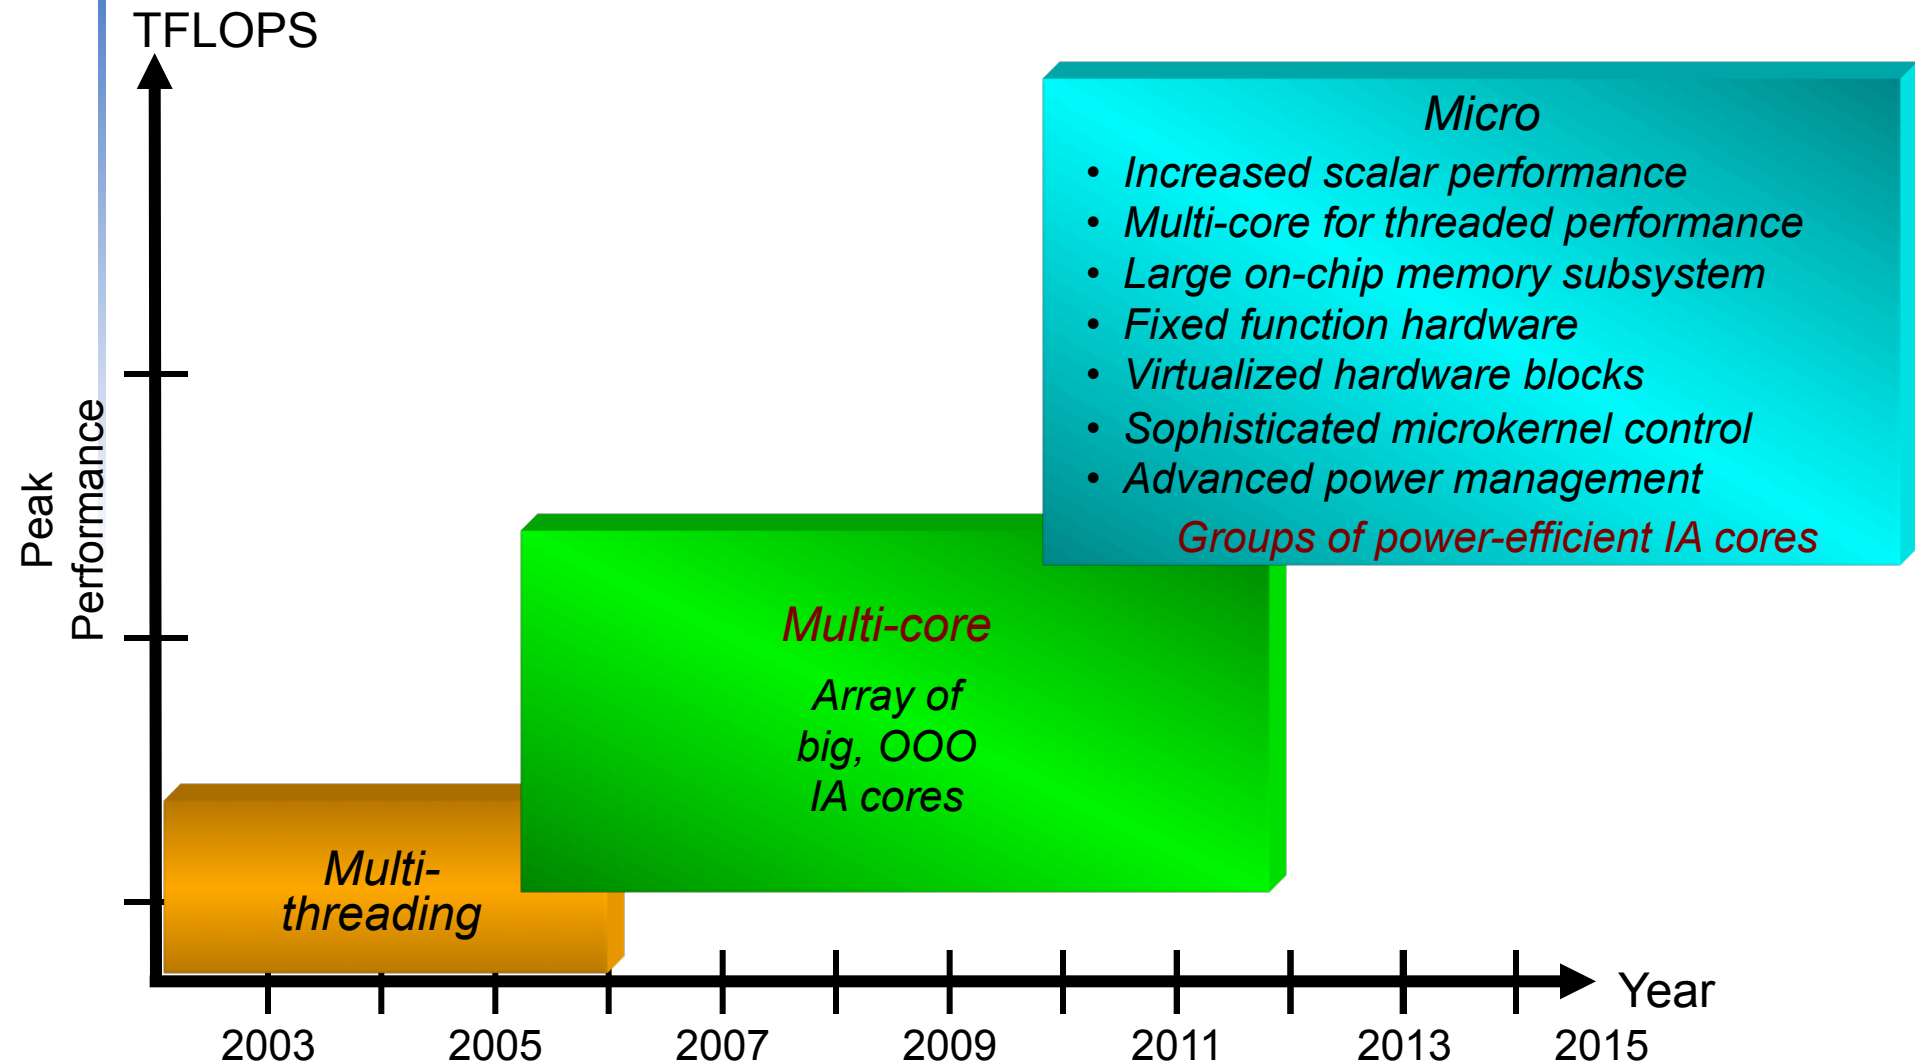 TFLOPS
Peak
Performance
Micro
• Increased scalar performance
• Multi-core for threaded performance
• Large on-chip memory subsystem
• Fixed function hardware
• Virtualized hardware blocks
• Sophisticated microkernel control
• Advanced power management
Groups of power-efficient IA cores
Multi-core
Array of
big, OOO
IA cores
Multi-
threading
Year
2003 2005 2007 2009 2011 2013 2015